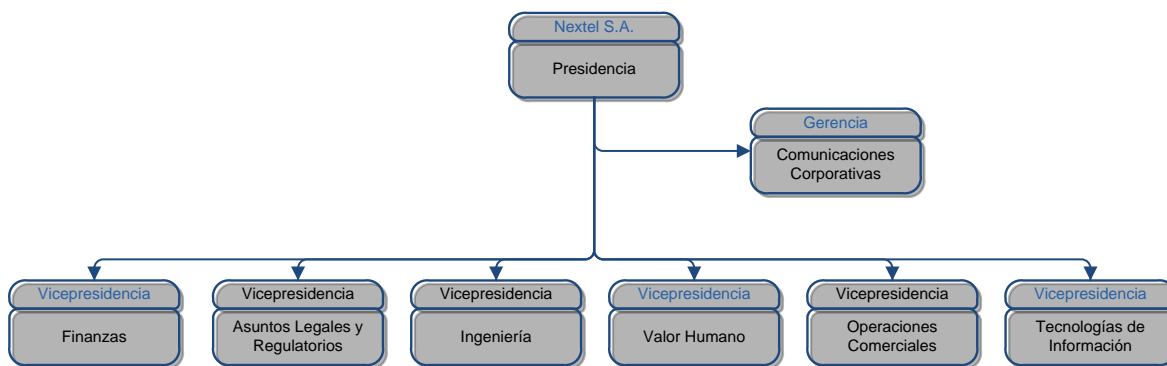 Nextel S.A.
Presidencia
Gerencia
Comunicaciones
Corporativas
Vicepresidencia
Finanzas
Vicepresidencia
Asuntos Legales y
Regulatorios
Vicepresidencia
Ingeniería
Vicepresidencia
Valor Humano
Vicepresidencia
Operaciones
Comerciales
Vicepresidencia
Tecnologías de
Información